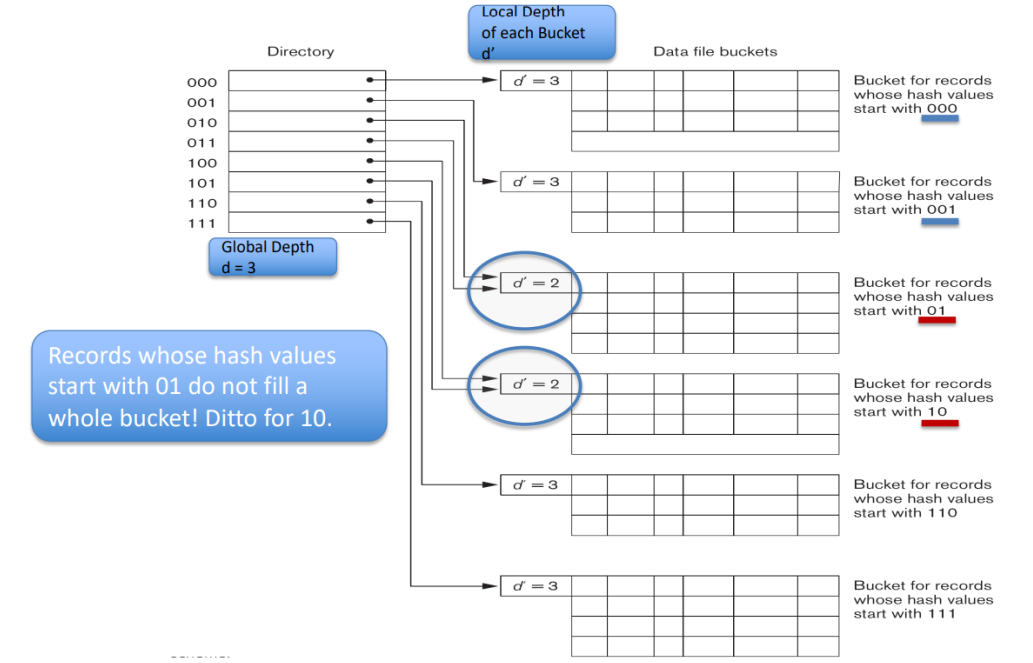 Local Depth
of each Bucket
d′
Directory
Data file buckets
000
001
010
011
100
101
110
111
Global Depth
d = 3
d′ = 3
Bucket for records
whose hash values
start with 000
d′ = 3
Bucket for records
whose hash values
start with 001
d′ = 2
Bucket for records
whose hash values
start with 01
Records whose hash values
start with 01 do not fill a
whole bucket! Ditto for 10.
d′ = 2
Bucket for records
whose hash values
start with 10
d′ = 3
Bucket for records
whose hash values
start with 110
d′ = 3
Bucket for records
whose hash values
start with 111